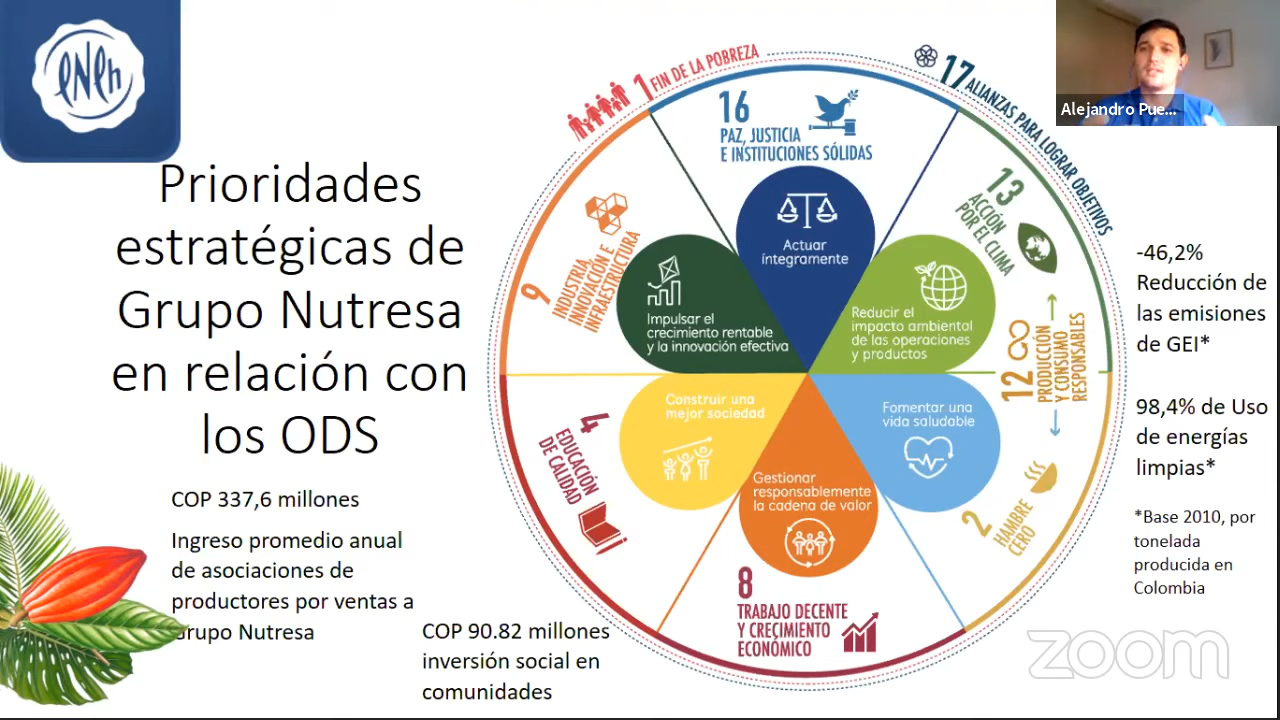 Prioridades
estratégicas de
Grupo Nutresa
en relación con
los ODS
COP 337,6 millones
Ingreso promedio anual
de asociaciones de
productores por ventas a
Grupo Nutresa
COP 90.82 millones
inversión social en
comunidades
1 FIN DE LA POBREZA
17 ALIANZAS PARA LOGRAR OBJETIVOS
16
PAZ, JUSTICIA
E INSTITUCIONES SÓLIDAS
13
ACCIÓN
POR EL CLIMA
12
PRODUCCIÓN
Y CONSUMO
RESPONSABLES
2
HAMBRE
CERO
8
TRABAJO DECENTE
Y CRECIMIENTO
ECONÓMICO
4
EDUCACIÓN
DE CALIDAD
9
INDUSTRIA,
INNOVACIÓN E
INFRAESTRUCTURA
Actuar
íntegramente
Reducir el
impacto ambiental
de las operaciones
y productos
Fomentar una
vida saludable
Gestionar
responsablemente
la cadena de valor
Construir una
mejor sociedad
Impulsar el
crecimiento rentable
y la innovación efectiva
Alejandro Pue...
-46,2%
Reducción de
las emisiones
de GEI*
98,4% de Uso
de energías
limpias*
*Base 2010, por
tonelada
producida en
Colombia
zoom